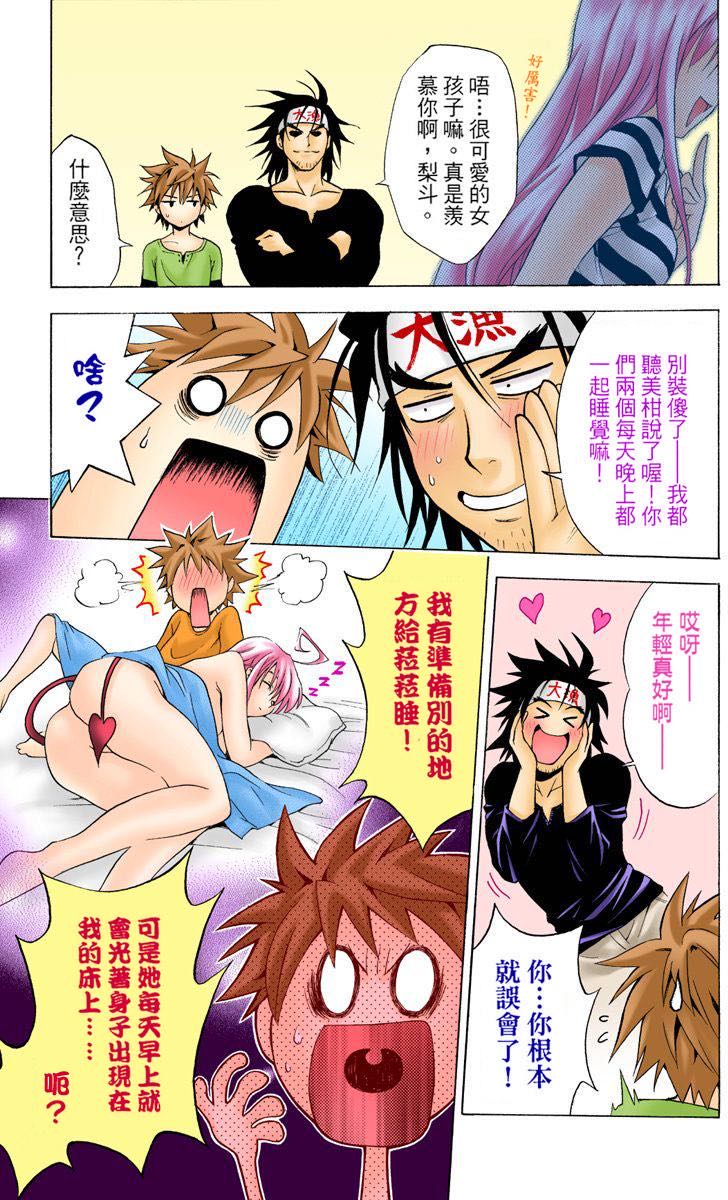 好厲害！
唔…很可愛的女
孩子嘛。真是羨
慕你啊，梨斗。
大漁
什麼意思？
大漁
別裝傻了——我都
聽美柑說了喔！你
們兩個每天晚上都
一起睡覺嘛！
啥？
哎呀——
年輕真好啊——
大漁
你…你根本
就誤會了！
我有準備別的地
方給菈菈睡！
zzz
可是她每天早上就
會光著身子出現在
我的床上……
呃？